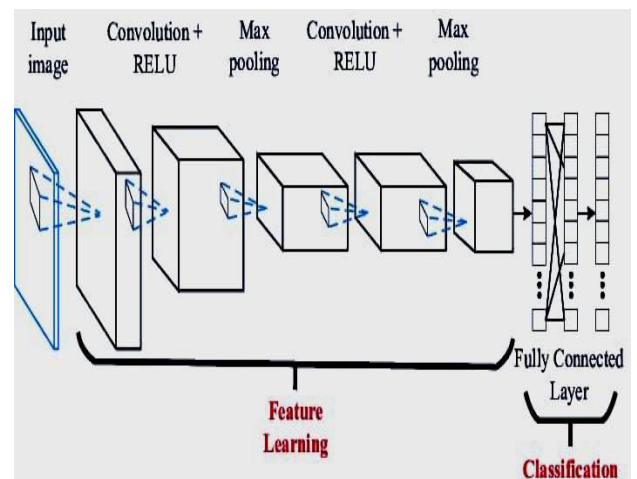 Input
image
Convolution +
RELU
Max
pooling
Convolution +
RELU
Max
pooling
Fully Connected
Layer
Feature
Learning
Classification